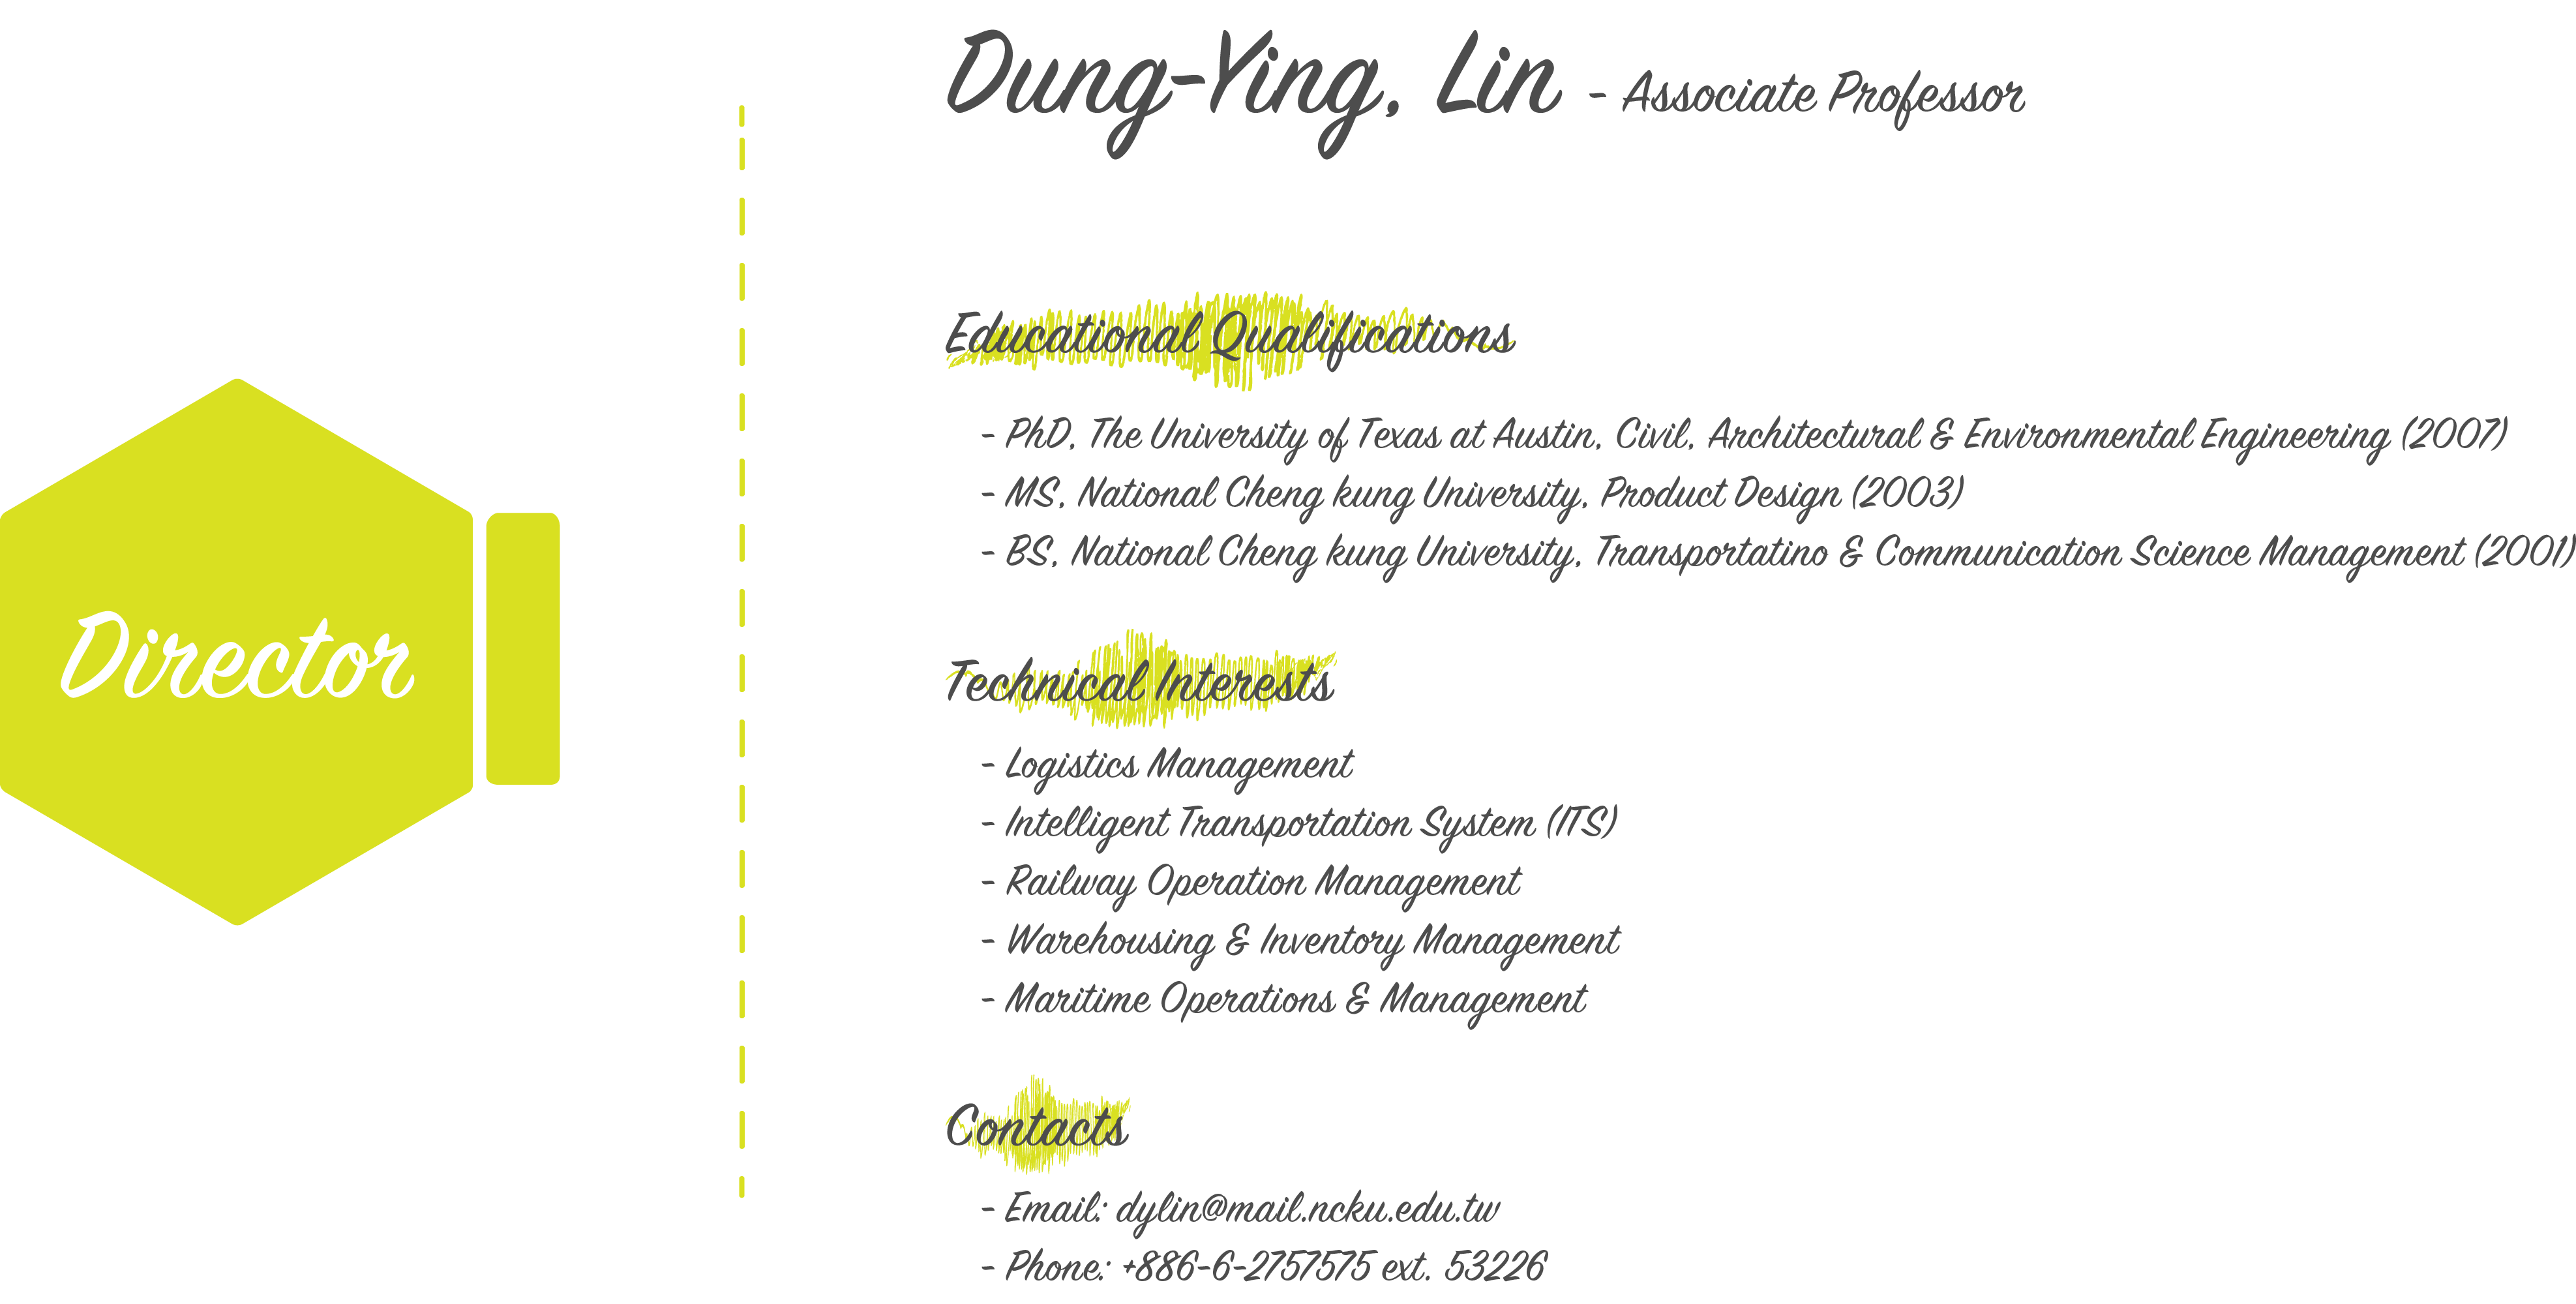 Dung-Ying, Lin - Associate Professor
Educational Qualifications
- PhD, The University of Texas at Austin, Civil, Architectural & Environmental Engineering (2007)
- MS, National Cheng kung University, Product Design (2003)
- BS, National Cheng kung University, Transportatino & Communication Science Management (2001)
Director
Technical Interests
- Logistics Management
- Intelligent Transportation System (ITS)
- Railway Operation Management
- Warehousing & Inventory Management
- Maritime Operations & Management
Contacts
- Email: dylin@mail.ncku.edu.tw
- Phone: +886-6-2757575 ext. 53226